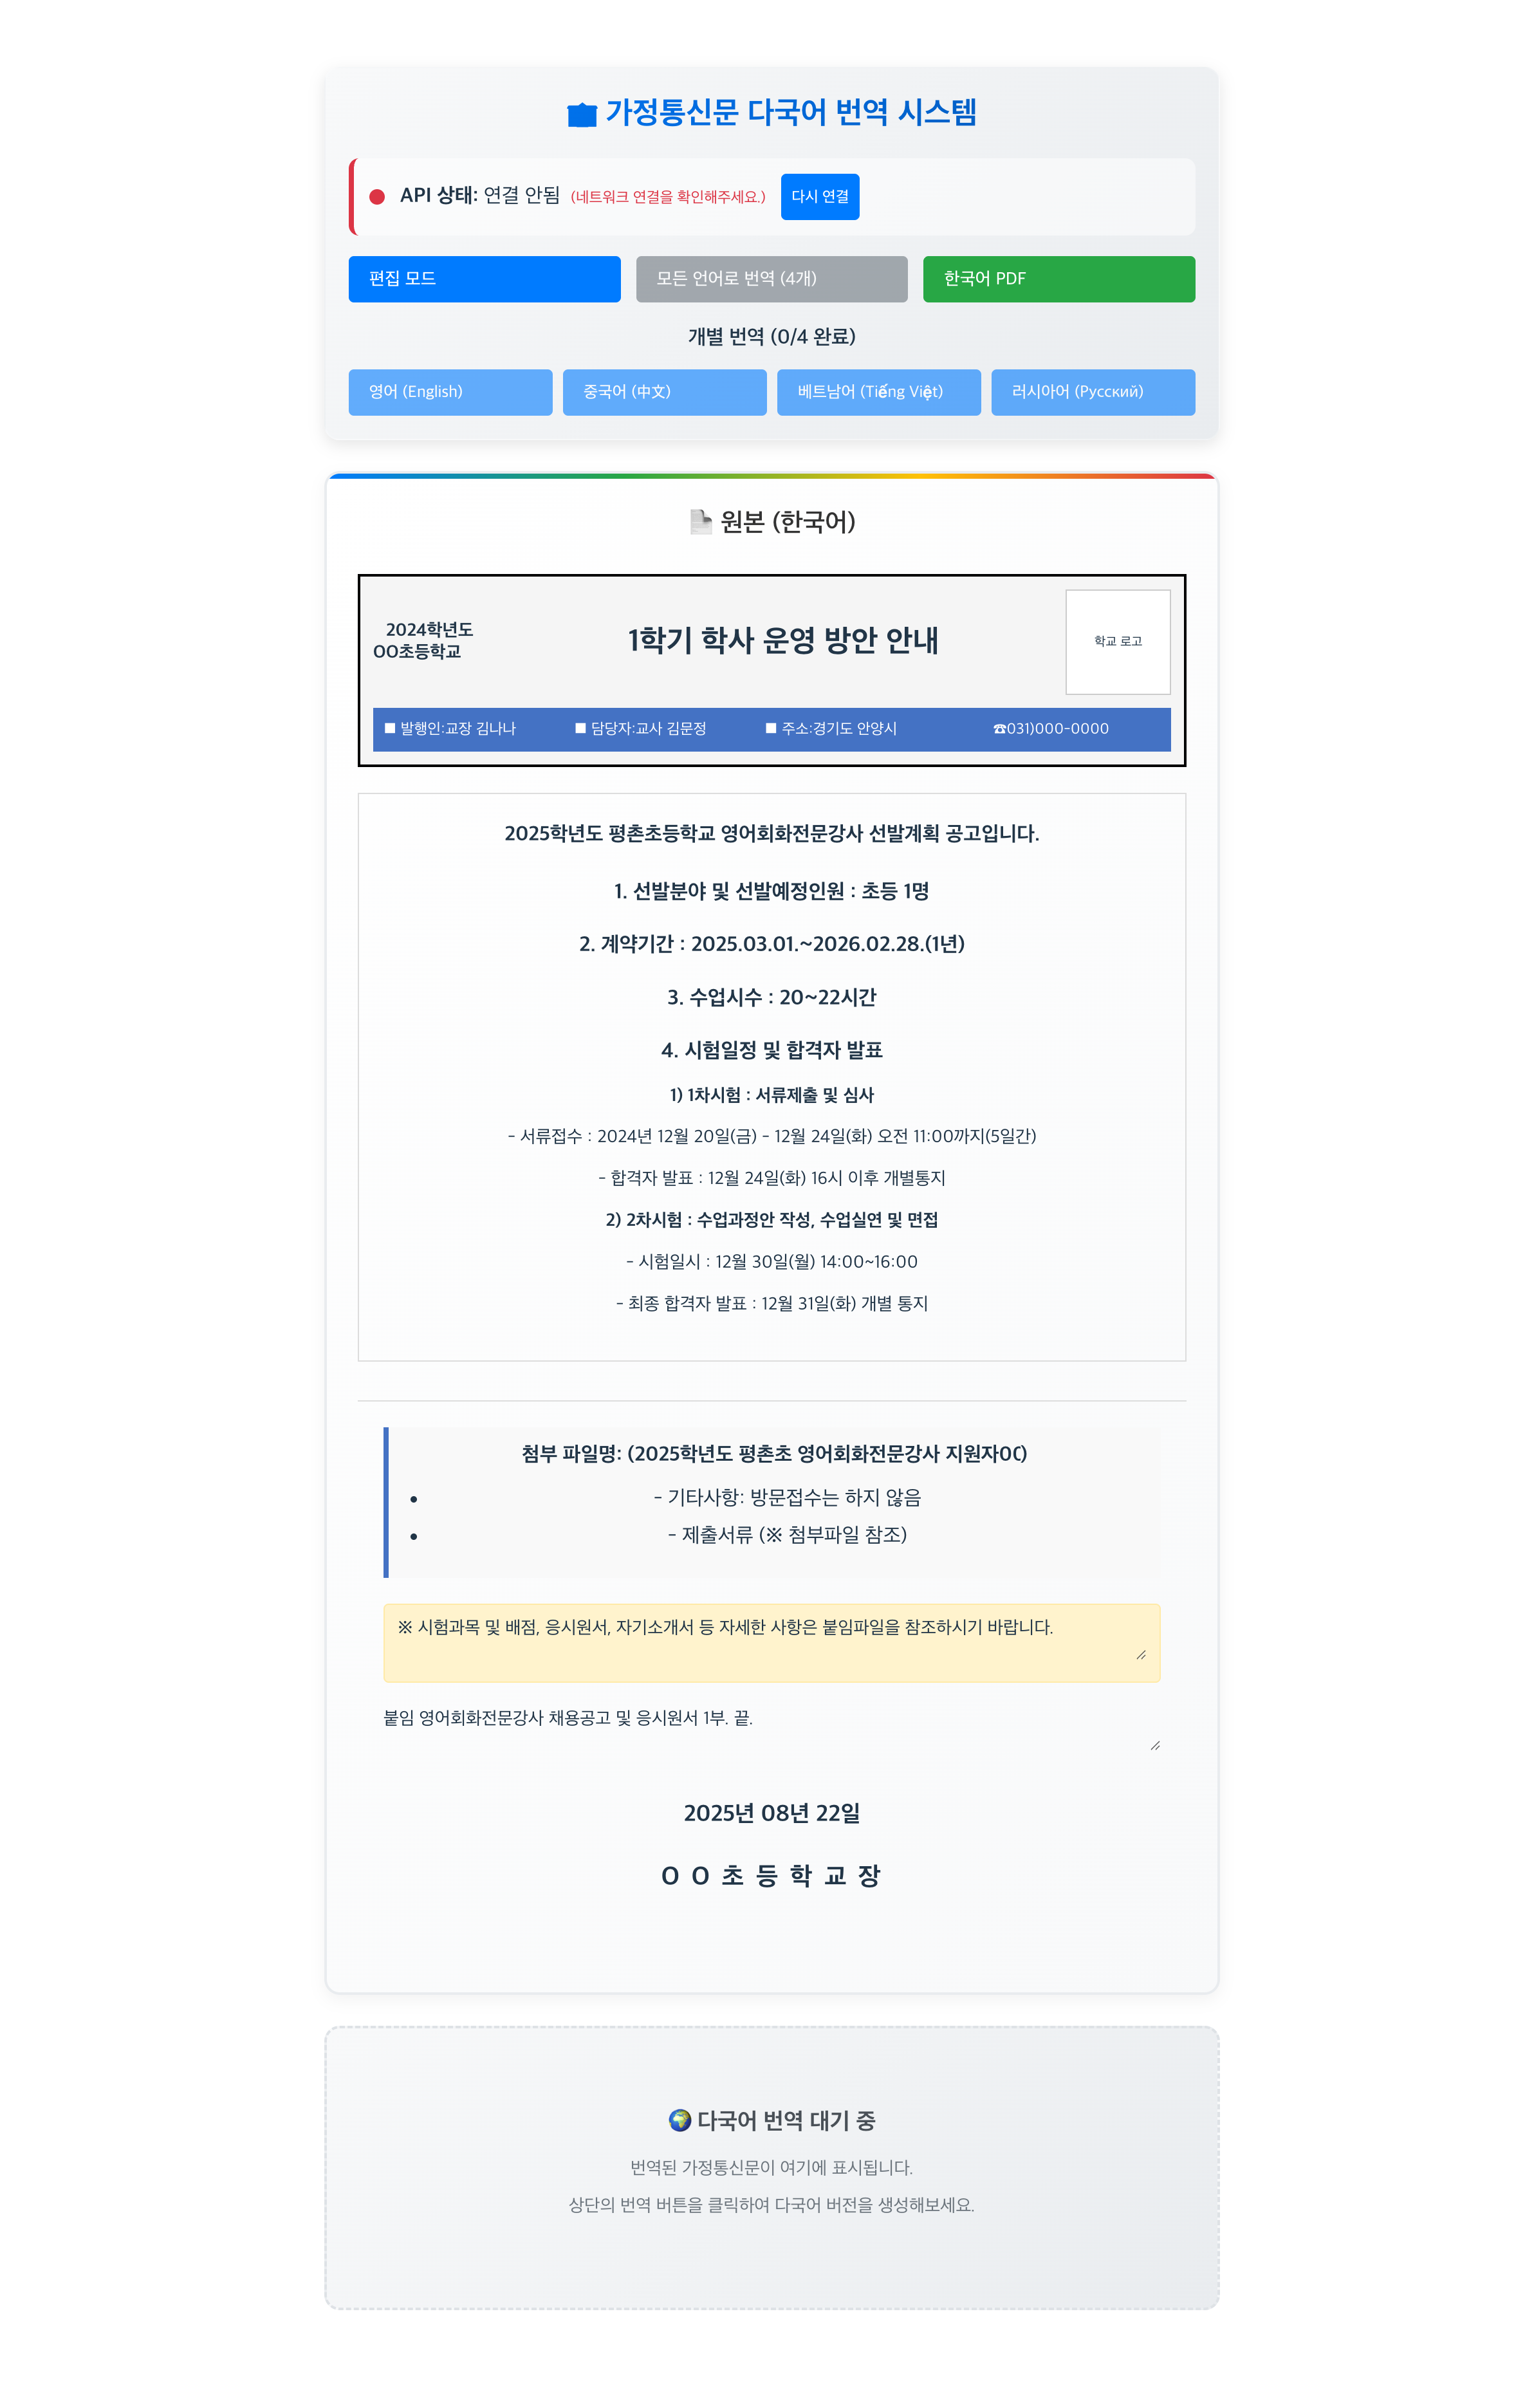 가정통신문 다국어 번역 시스템
API 상태: 연결 안됨 (네트워크 연결을 확인해주세요.) 다시 연결
편집 모드 모든 언어로 번역 (4개) 한국어 PDF
개별 번역 (0/4 완료)
영어 (English) 중국어 (中文) 베트남어 (Tiếng Việt) 러시아어 (Русский)
원본 (한국어)
2024학년도
OO초등학교
1학기 학사 운영 방안 안내
학교 로고
■ 발행인:교장 김나나 ■ 담당자:교사 김문정 ■ 주소:경기도 안양시 ☎031)000-0000
2025학년도 평촌초등학교 영어회화전문강사 선발계획 공고입니다.
1. 선발분야 및 선발예정인원 : 초등 1명
2. 계약기간 : 2025.03.01.~2026.02.28.(1년)
3. 수업시수 : 20~22시간
4. 시험일정 및 합격자 발표
1) 1차시험 : 서류제출 및 심사
- 서류접수 : 2024년 12월 20일(금) - 12월 24일(화) 오전 11:00까지(5일간)
- 합격자 발표 : 12월 24일(화) 16시 이후 개별통지
2) 2차시험 : 수업과정안 작성, 수업실연 및 면접
- 시험일시 : 12월 30일(월) 14:00~16:00
- 최종 합격자 발표 : 12월 31일(화) 개별 통지
첨부 파일명: (2025학년도 평촌초 영어회화전문강사 지원자0)
• - 기타사항: 방문접수는 하지 않음
• - 제출서류 (※ 첨부파일 참조)
※ 시험과목 및 배점, 응시원서, 자기소개서 등 자세한 사항은 붙임파일을 참조하시기 바랍니다.
붙임 영어회화전문강사 채용공고 및 응시원서 1부. 끝.
2025년 08년 22일
O O 초 등 학 교 장
다국어 번역 대기 중
번역된 가정통신문이 여기에 표시됩니다.
상단의 번역 버튼을 클릭하여 다국어 버전을 생성해보세요.